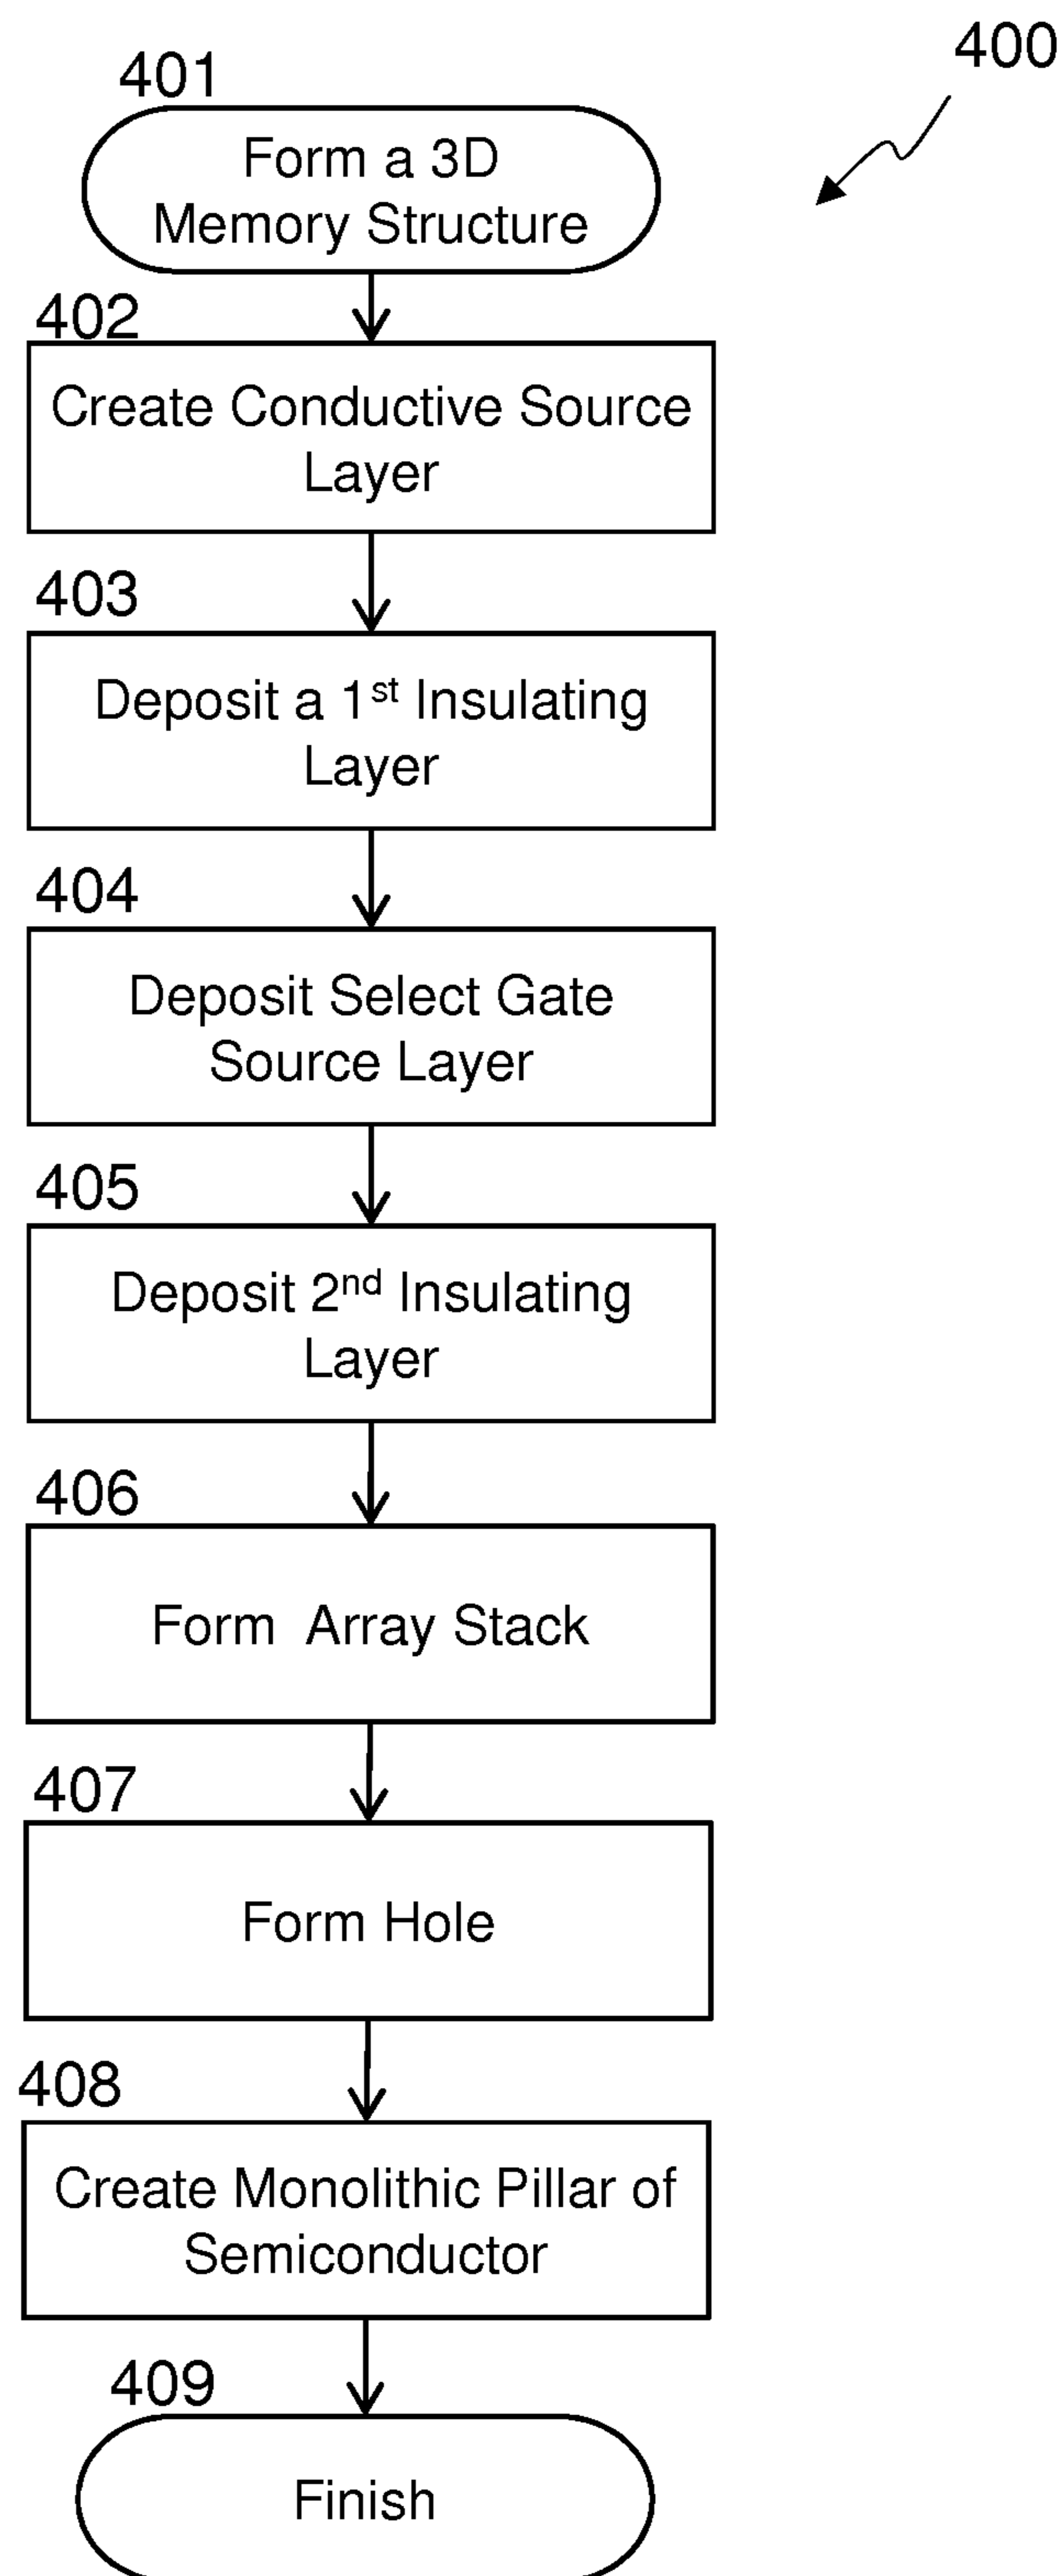 400
401
Form a 3D
Memory Structure
402
Create Conductive Source
Layer
403
Deposit a 1st Insulating
Layer
404
Deposit Select Gate
Source Layer
405
Deposit 2nd Insulating
Layer
406
Form Array Stack
407
Form Hole
408
Create Monolithic Pillar of
Semiconductor
409
Finish